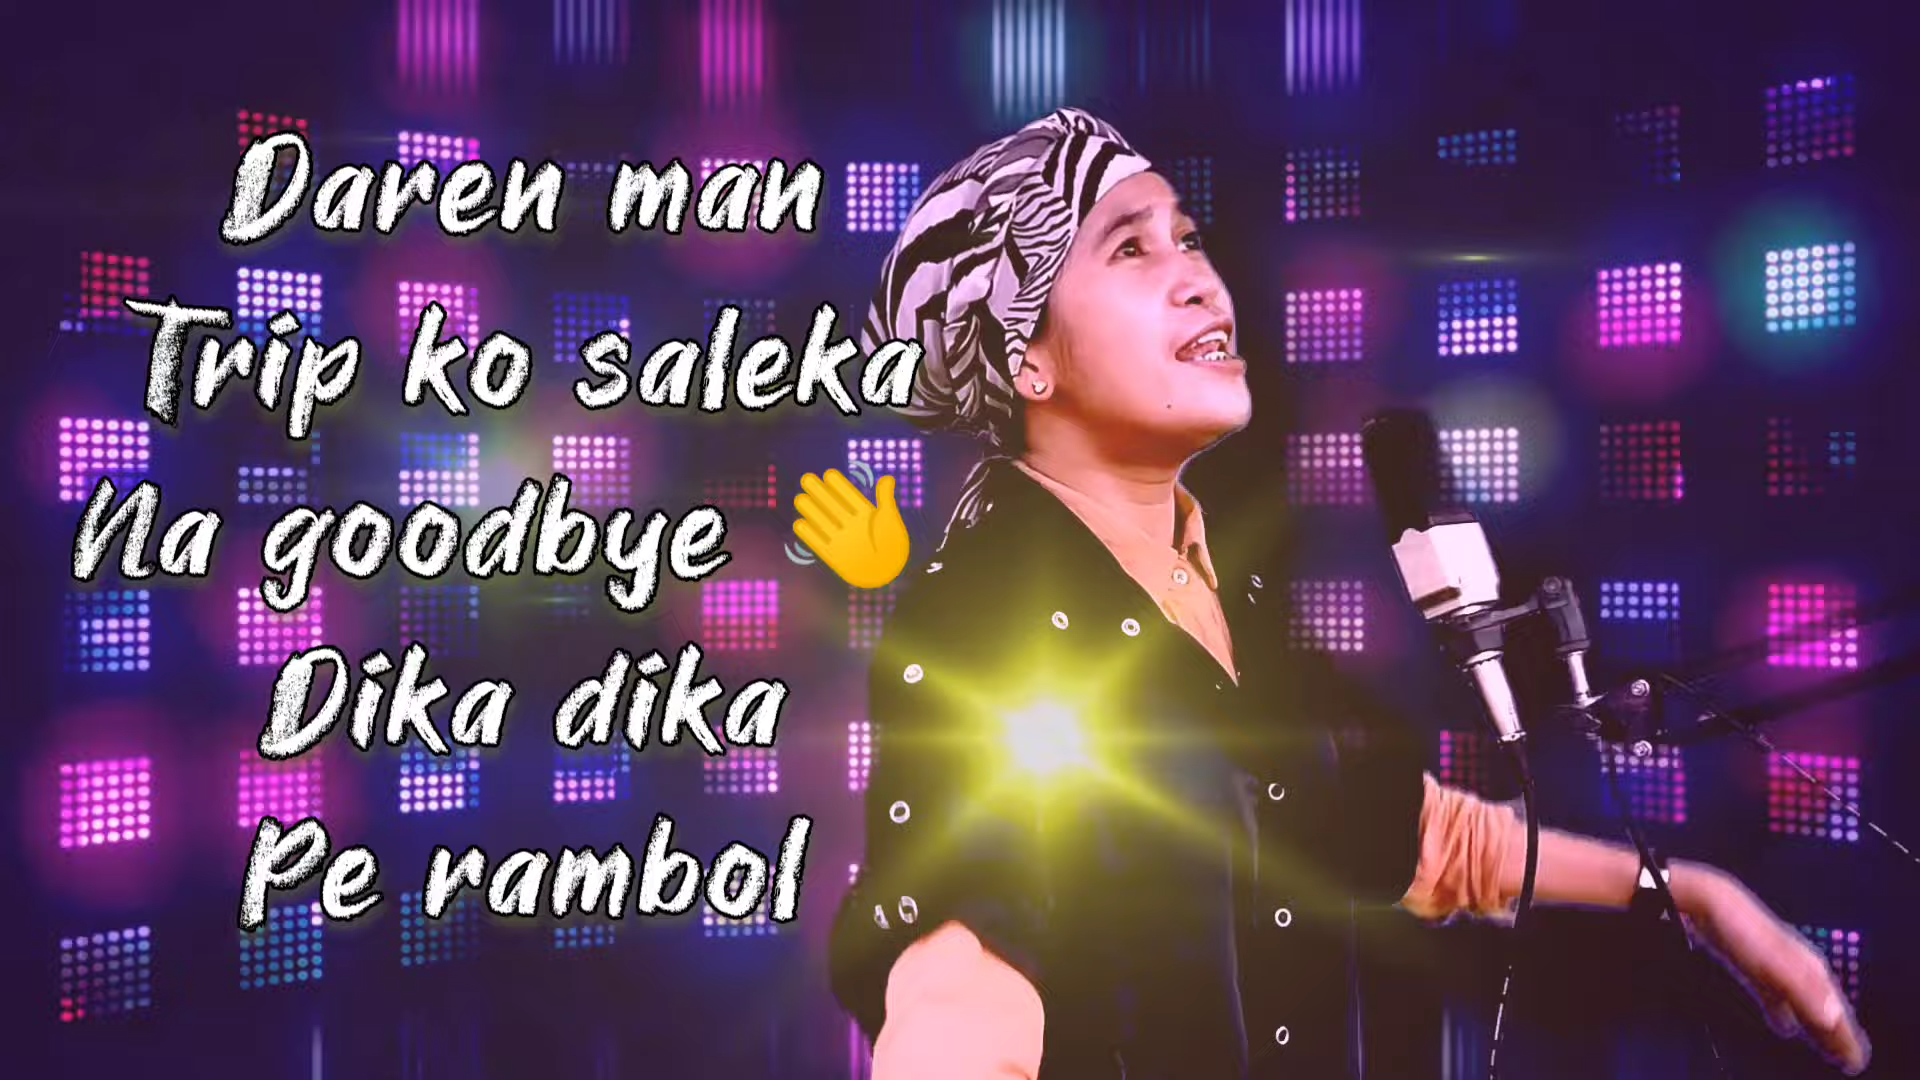 Daren man
Trip ko saleka
Na goodbye 👋
Dika dika
Pe rambol